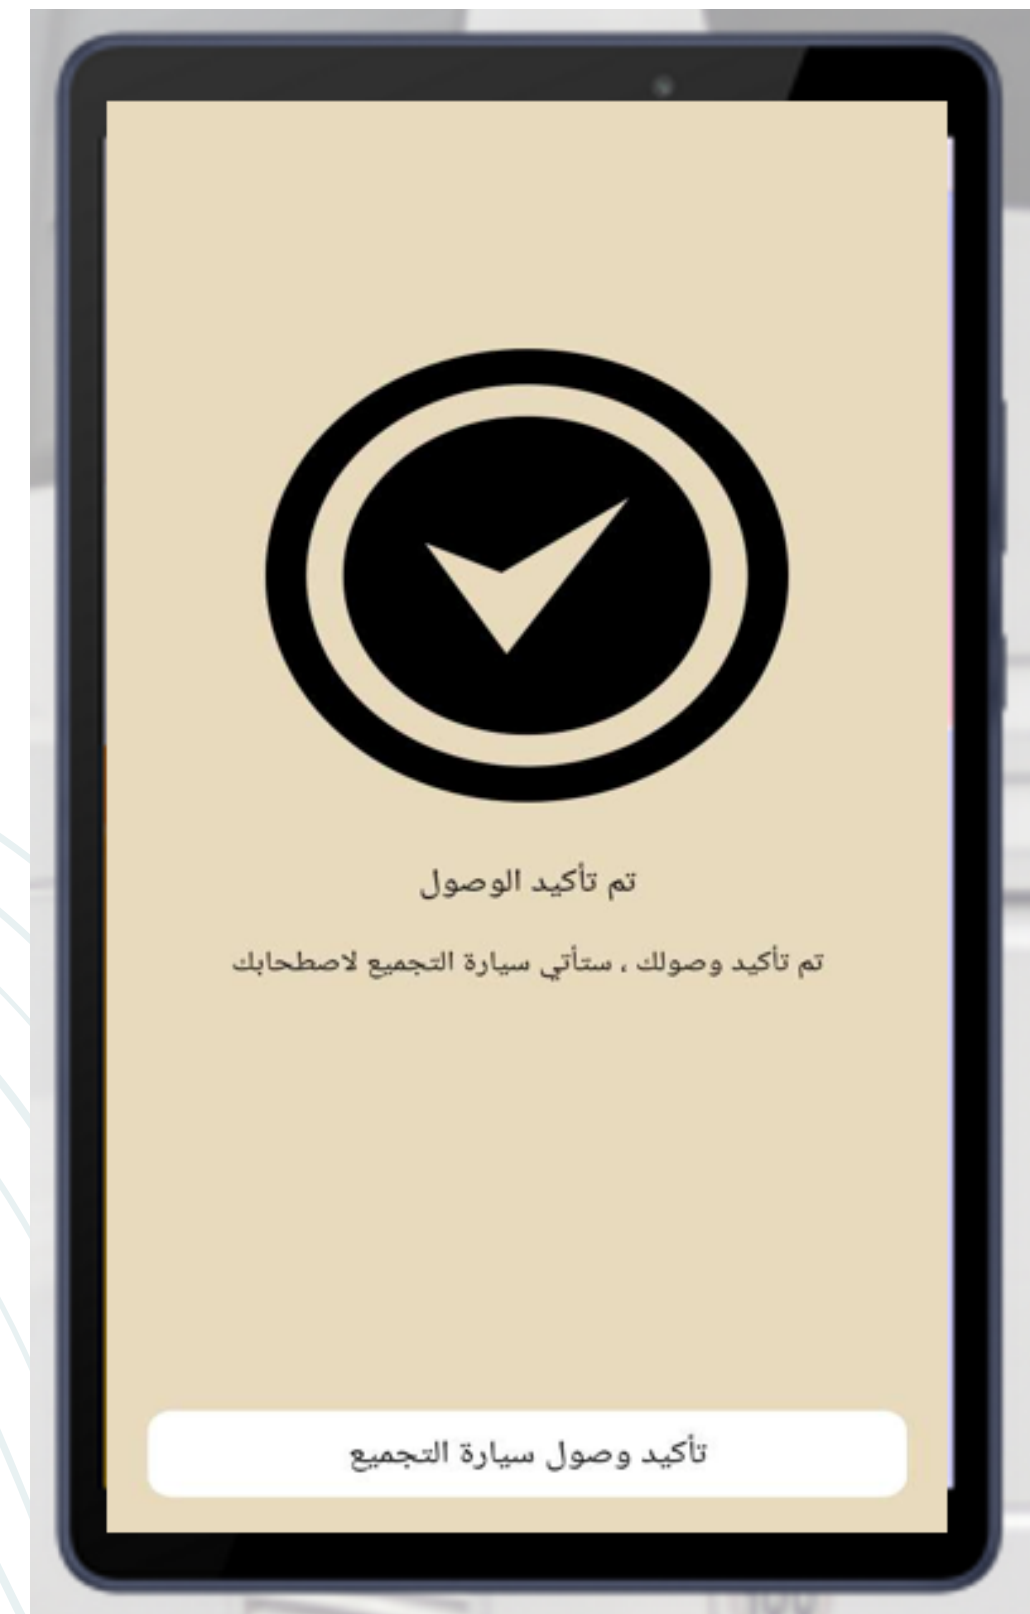 تم تأكيد الوصول
تم تأكيد وصولك ، ستأتي سيارة التجميع لاصطحابك
تأكيد وصول سيارة التجميع